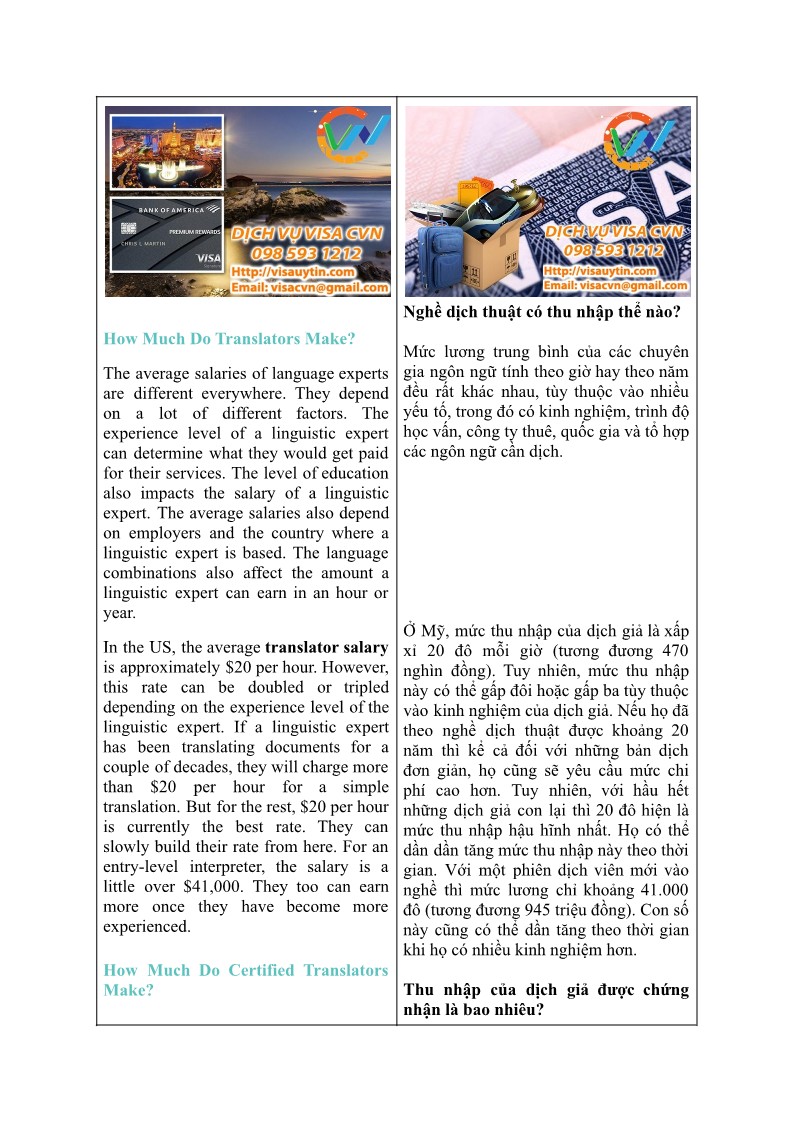 BANK OF AMERICA
PREMIUM REWARDS
CHRIS L MARTIN
VISA
DỊCH VỤ VISA CVN
098 593 1212
Http://visauytin.com
Email: visacvn@gmail.com
How Much Do Translators Make?
The average salaries of language experts
are different everywhere. They depend
on a lot of different factors. The
experience level of a linguistic expert
can determine what they would get paid
for their services. The level of education
also impacts the salary of a linguistic
expert. The average salaries also depend
on employers and the country where a
linguistic expert is based. The language
combinations also affect the amount a
linguistic expert can earn in an hour or
year.
In the US, the average translator salary
is approximately $20 per hour. However,
this rate can be doubled or tripled
depending on the experience level of the
linguistic expert. If a linguistic expert
has been translating documents for a
couple of decades, they will charge more
than $20 per hour for a simple
translation. But for the rest, $20 per hour
is currently the best rate. They can
slowly build their rate from here. For an
entry-level interpreter, the salary is a
little over $41,000. They too can earn
more once they have become more
experienced.
How Much Do Certified Translators
Make?
VISA
DỊCH VỤ VISA CVN
098 593 1212
Http://visauytin.com
Email: visacvn@gmail.com
Nghề dịch thuật có thu nhập thế nào?
Mức lương trung bình của các chuyên
gia ngôn ngữ tính theo giờ hay theo năm
đều rất khác nhau, tùy thuộc vào nhiều
yếu tố, trong đó có kinh nghiệm, trình độ
học vấn, công ty thuê, quốc gia và tổ hợp
các ngôn ngữ cần dịch.
Ở Mỹ, mức thu nhập của dịch giả là xấp
xỉ 20 đô mỗi giờ (tương đương 470
nghìn đồng). Tuy nhiên, mức thu nhập
này có thể gấp đôi hoặc gấp ba tùy thuộc
vào kinh nghiệm của dịch giả. Nếu họ đã
theo nghề dịch thuật được khoảng 20
năm thì kể cả đối với những bản dịch
đơn giản, họ cũng sẽ yêu cầu mức chi
phí cao hơn. Tuy nhiên, với hầu hết
những dịch giả con lại thì 20 đô hiện là
mức thu nhập hậu hĩnh nhất. Họ có thể
dần dần tăng mức thu nhập này theo thời
gian. Với một phiên dịch viên mới vào
nghề thì mức lương chỉ khoảng 41.000
đô (tương đương 945 triệu đồng). Con số
này cũng có thể dần tăng theo thời gian
khi họ có nhiều kinh nghiệm hơn.
Thu nhập của dịch giả được chứng
nhận là bao nhiêu?